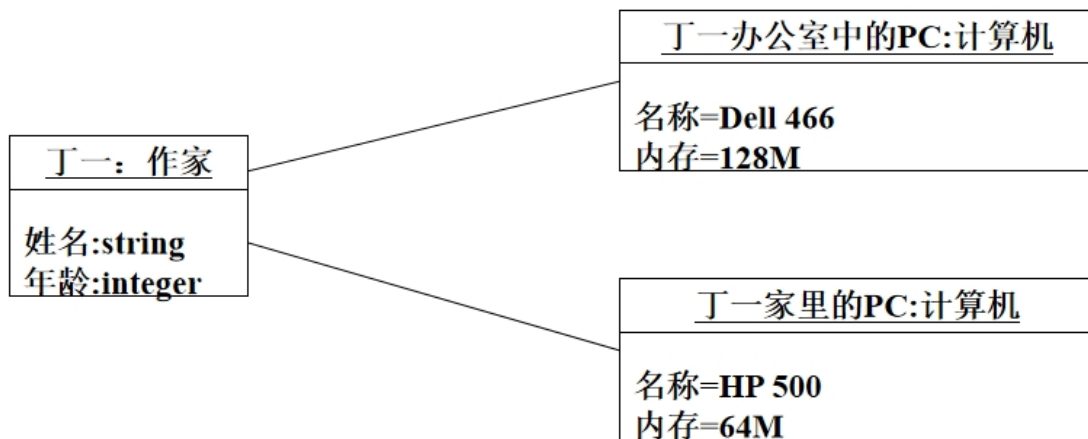 丁一：作家
姓名:string
年龄:integer
丁一办公室中的PC:计算机
名称=Dell 466
内存=128M
丁一家里的PC:计算机
名称=HP 500
内存=64M